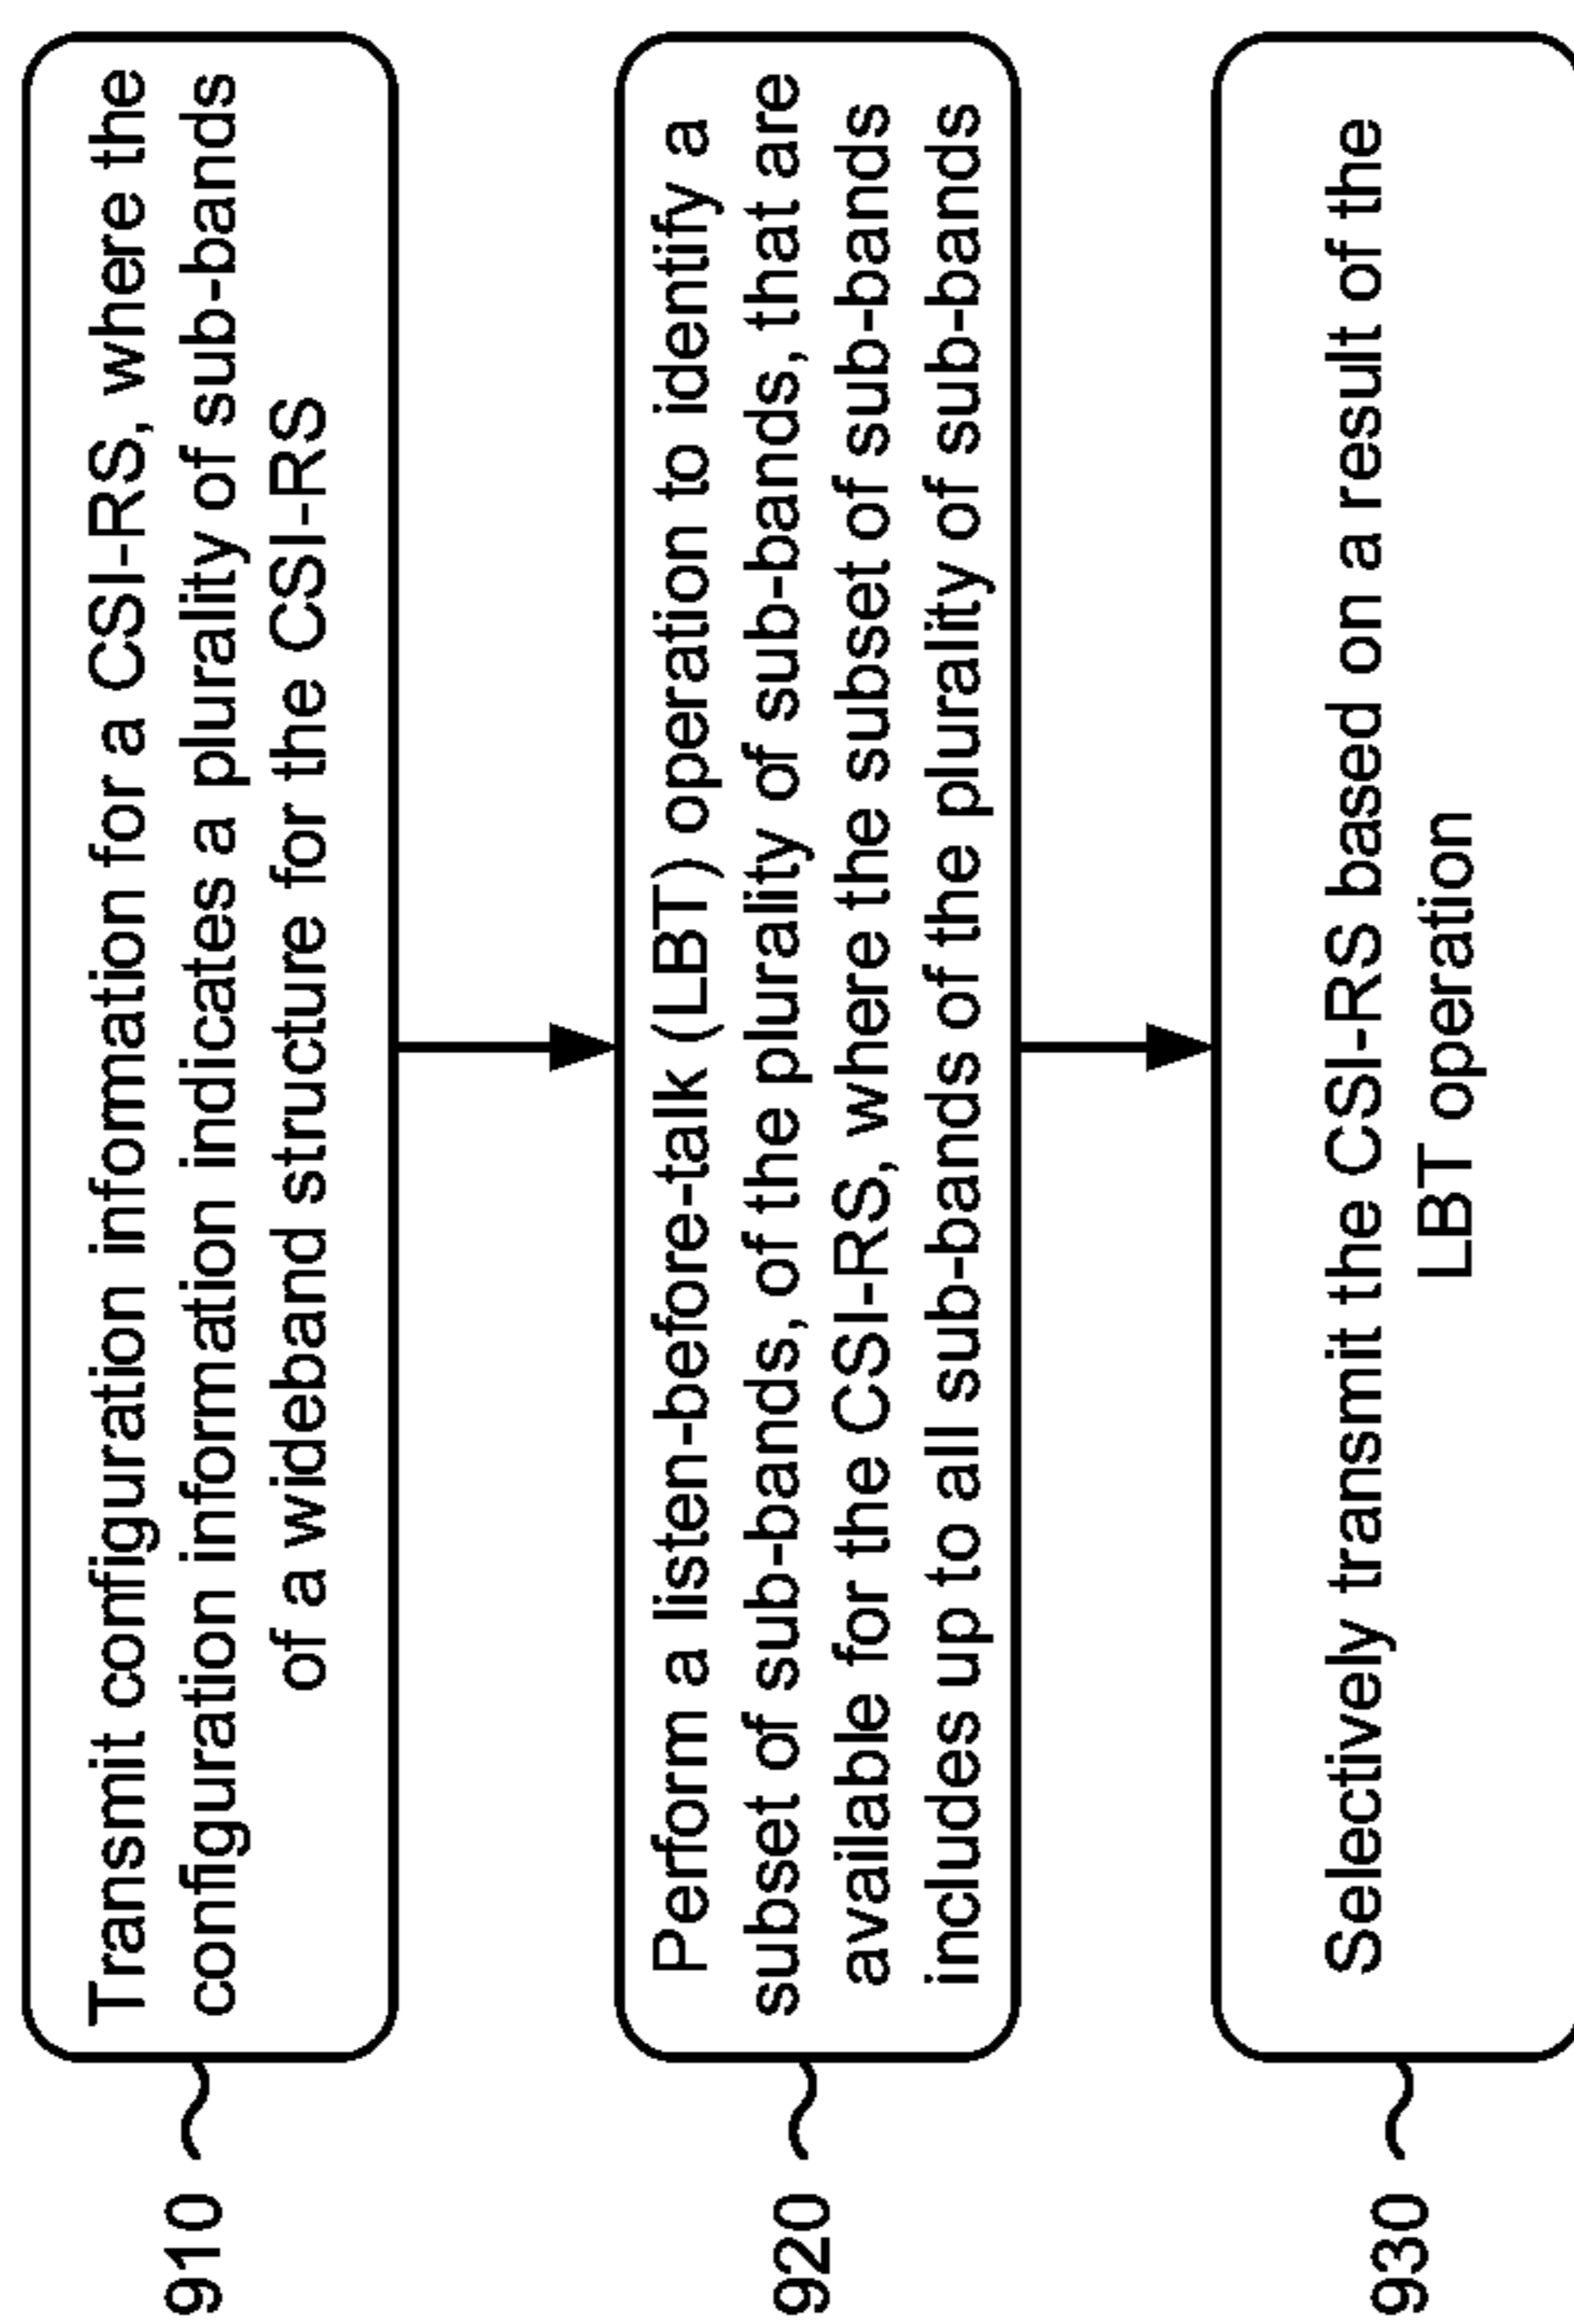 910
Transmit configuration information for a CSI-RS, where the
configuration information indicates a plurality of sub-bands
of a wideband structure for the CSI-RS
920
Perform a listen-before-talk (LBT) operation to identify a
subset of sub-bands, of the plurality of sub-bands, that are
available for the CSI-RS, where the subset of sub-bands
includes up to all sub-bands of the plurality of sub-bands
930
Selectively transmit the CSI-RS based on a result of the
LBT operation